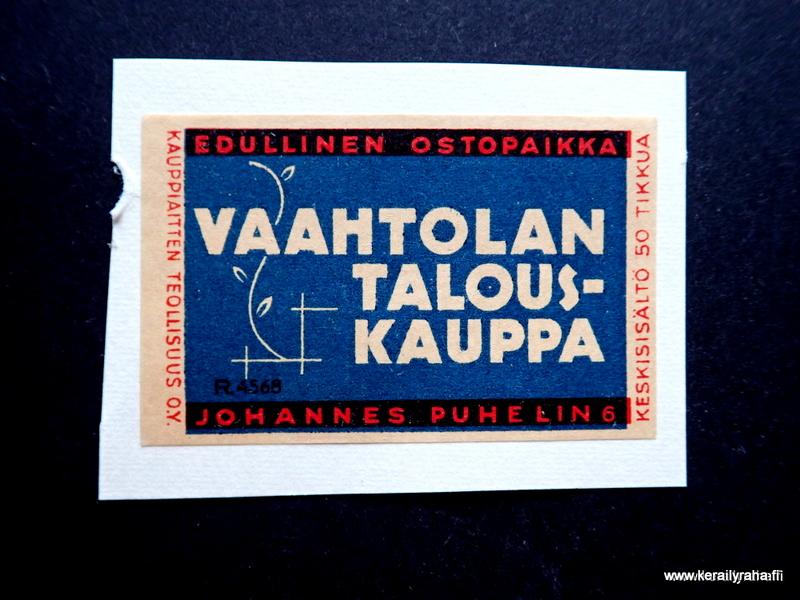 EDULLINEN OSTOPAIKKA
VAAHTOLAN
TALOUS-
KAUPPA
R.4568
JOHANNES PUHELIN 6
KAUPPIAITTEN TEOLLISUUS O.Y.
KESKISISÄLTÖ 50 TIKKUA
www.kerailyraha.fi